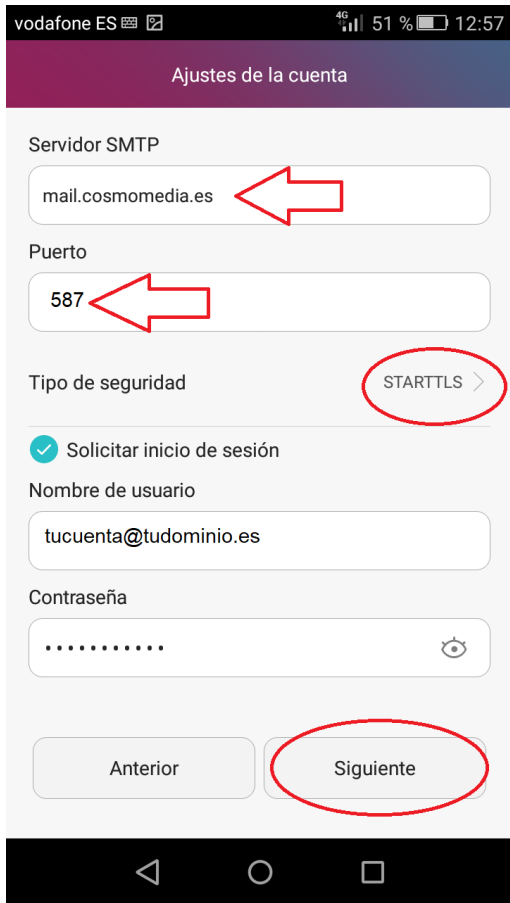 vodafone ES 4G 51 % 12:57
Ajustes de la cuenta
Servidor SMTP
mail.cosmomedia.es
Puerto
587
Tipo de seguridad STARTTLS
Solicitar inicio de sesión
Nombre de usuario
tucuenta@tudominio.es
Contraseña
•••••••••••
Anterior Siguiente